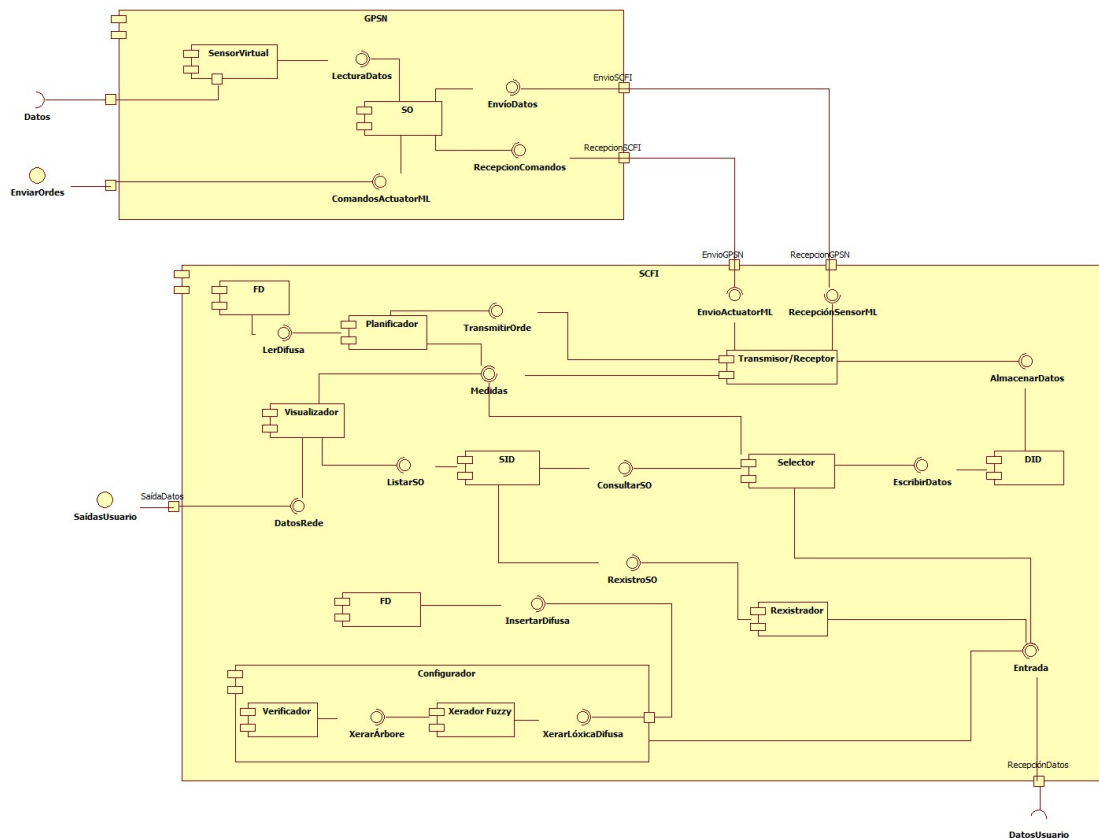 GPSN
SensorVirtual
LecturaDatos
EnvioSCFI
Datos
SO
EnvíoDatos
RecepcionSCFI
RecepcionComandos
EnviarOrdes
ComandosActuatorML
EnvioGPSN
RecepcionGPSN
SCFI
FD
EnvioActuatorML
RecepciónSensorML
Planificador
TransmitirOrde
LerDifusa
Transmisor/Receptor
AlmacenarDatos
Medidas
Visualizador
SID
Selector
DID
ListarSO
ConsultarSO
EscribirDatos
SaídaDatos
SaídasUsuario
DatosRede
RexistroSO
FD
InsertarDifusa
Rexistrador
Entrada
Configurador
Verificador
Xerador Fuzzy
XerarÁrbore
XerarLóxicaDifusa
RecepciónDatos
DatosUsuario